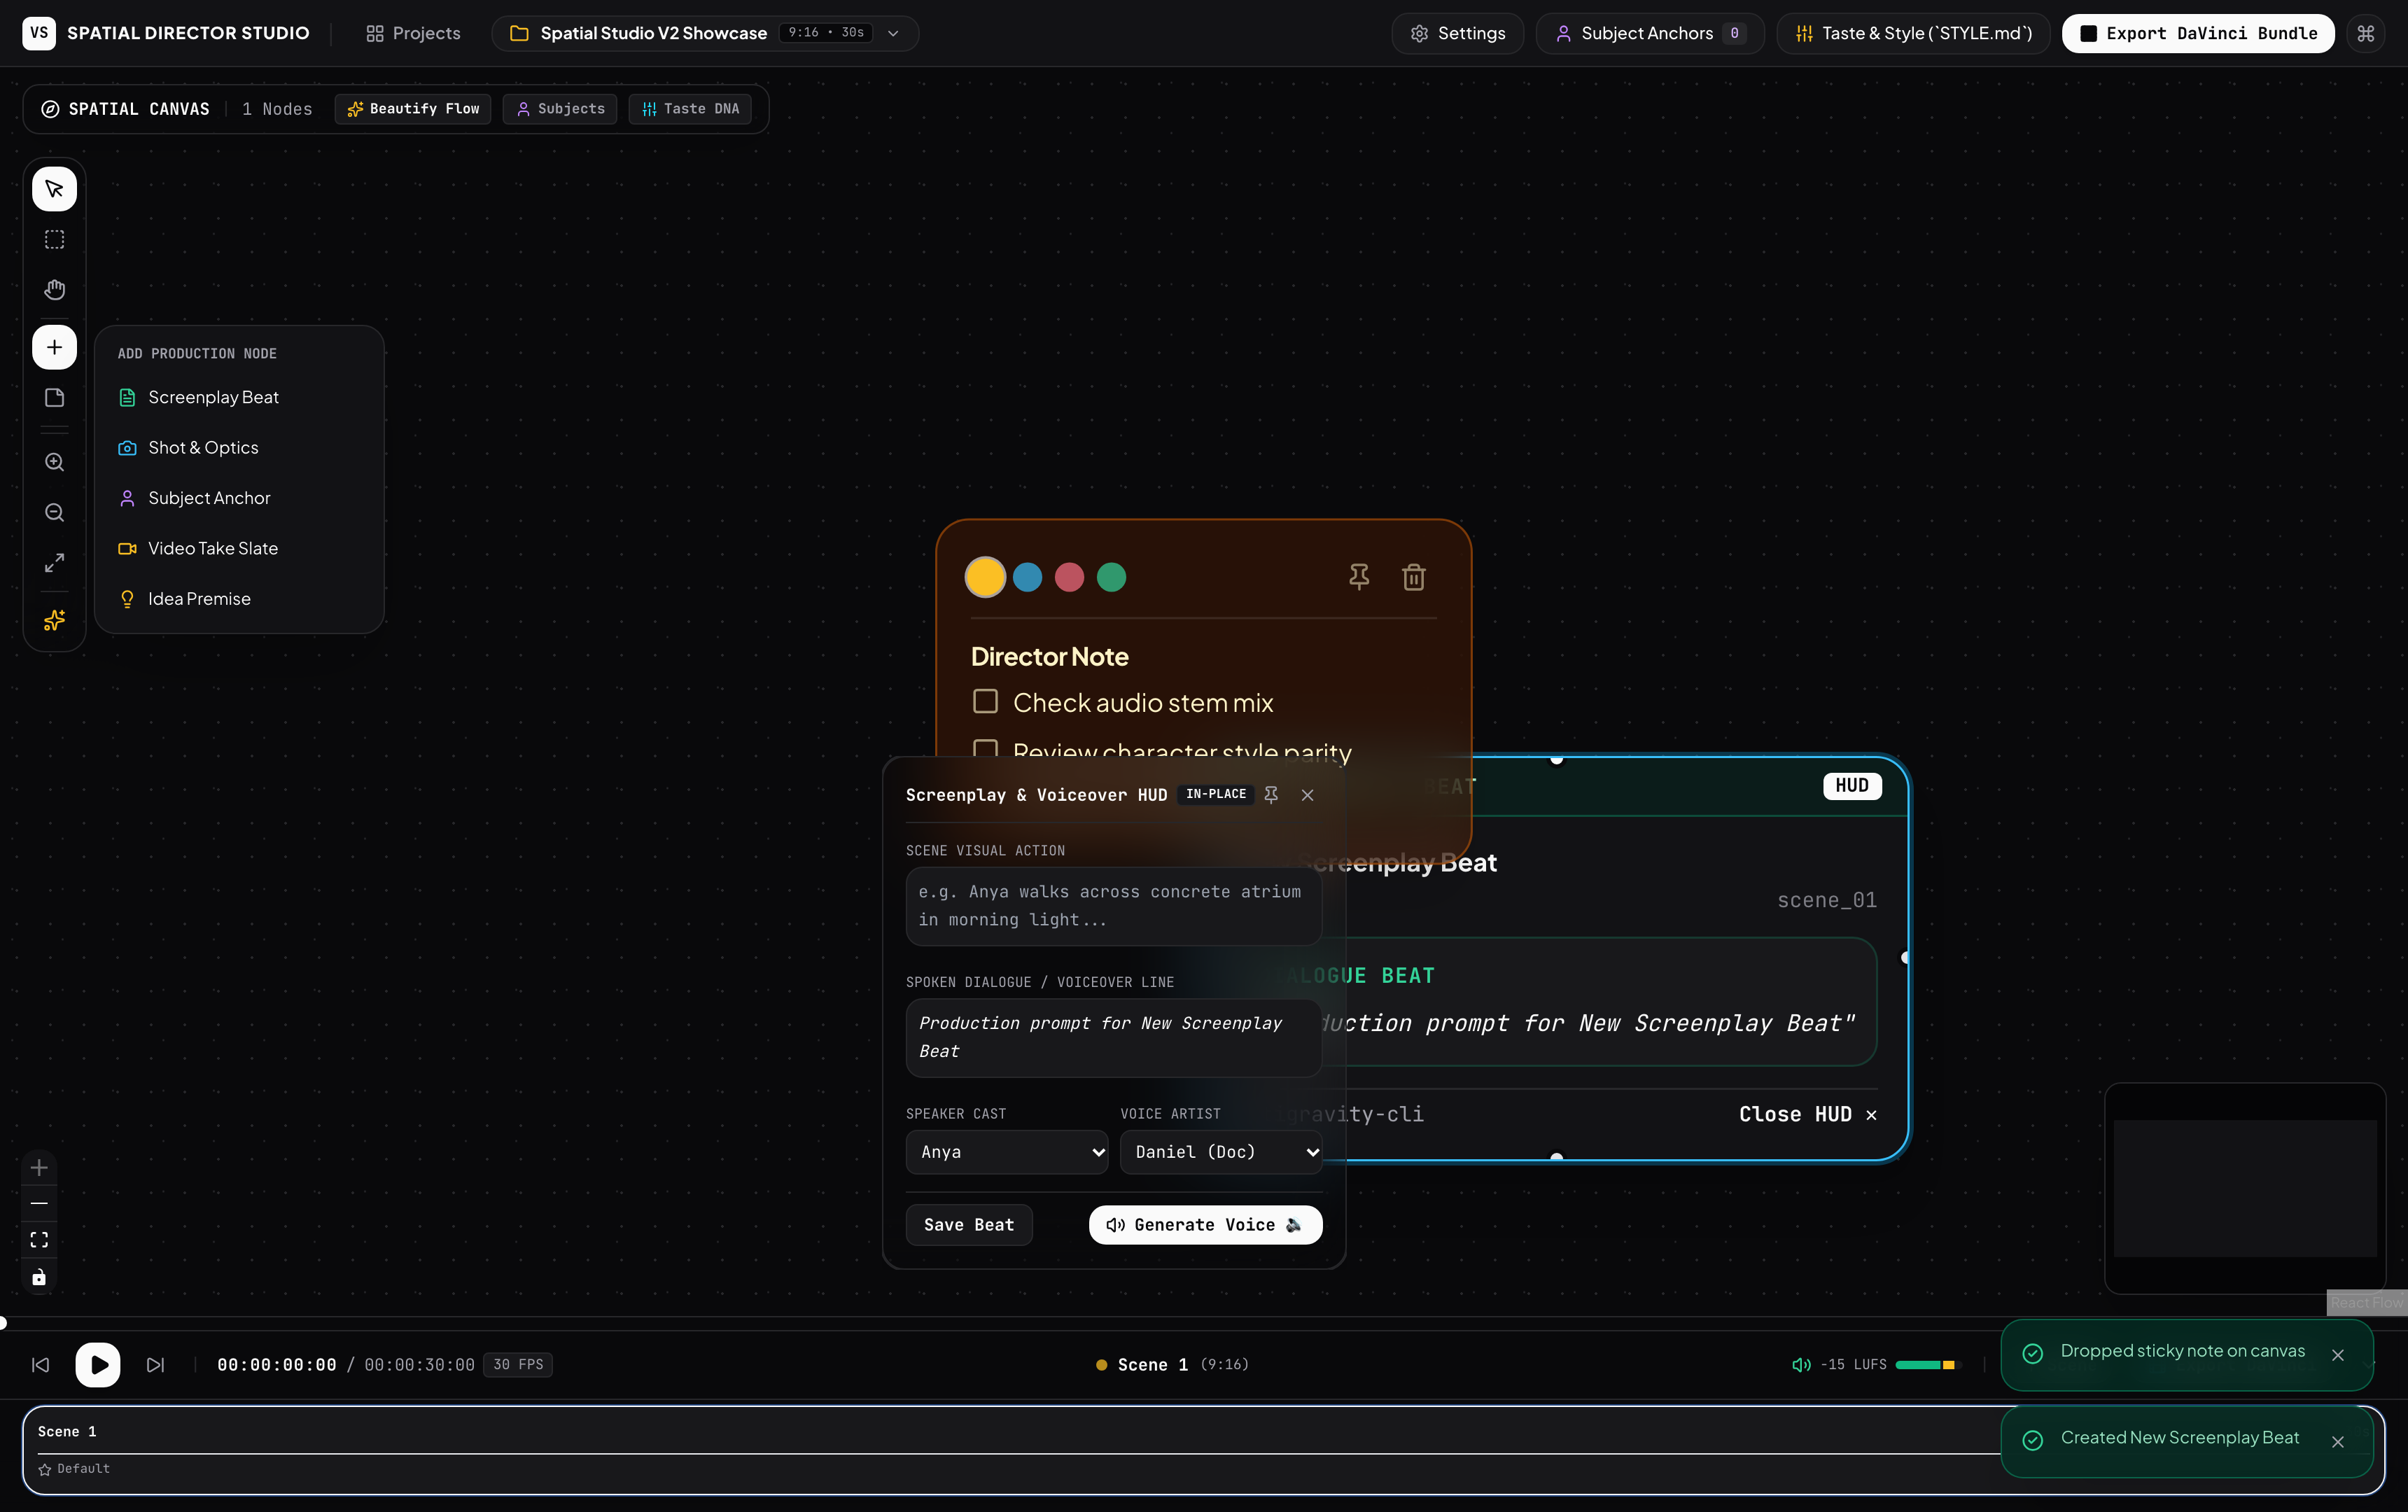 VS SPATIAL DIRECTOR STUDIO Projects Spatial Studio V2 Showcase 9:16 • 30s Settings Subject Anchors 0 Taste & Style (`STYLE.md`) Export DaVinci Bundle
SPATIAL CANVAS 1 Nodes Beautify Flow Subjects Taste DNA
ADD PRODUCTION NODE
Screenplay Beat
Shot & Optics
Subject Anchor
Video Take Slate
Idea Premise
Director Note
Check audio stem mix
Review character style parity
Screenplay & Voiceover HUD IN-PLACE
SCENE VISUAL ACTION
e.g. Anya walks across concrete atrium
in morning light...
SPOKEN DIALOGUE / VOICEOVER LINE
Production prompt for New Screenplay
Beat
SPEAKER CAST VOICE ARTIST
Anya Daniel (Doc)
Save Beat Generate Voice
BEAT HUD
Screenplay Beat
scene_01
ALOGUE BEAT
duction prompt for New Screenplay Beat"
gravity-cli Close HUD ×
React Flow
00:00:00:00 / 00:00:30:00 30 FPS Scene 1 (9:16) -15 LUFS
Dropped sticky note on canvas
Scene 1
Default
Created New Screenplay Beat